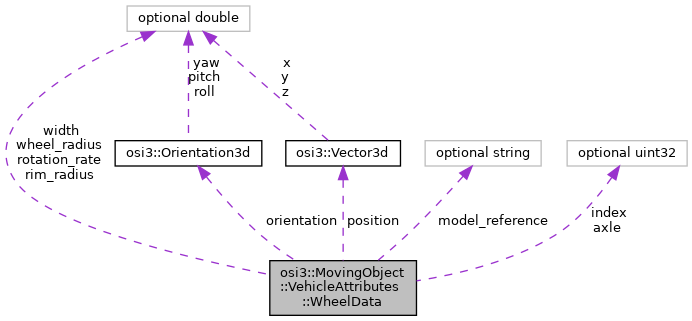 optional double
yaw
pitch
roll
x
y
z
width
wheel_radius
rotation_rate
rim_radius
osi3::Orientation3d
osi3::Vector3d
optional string
optional uint32
orientation
position
model_reference
index
axle
osi3::MovingObject
::VehicleAttributes
::WheelData